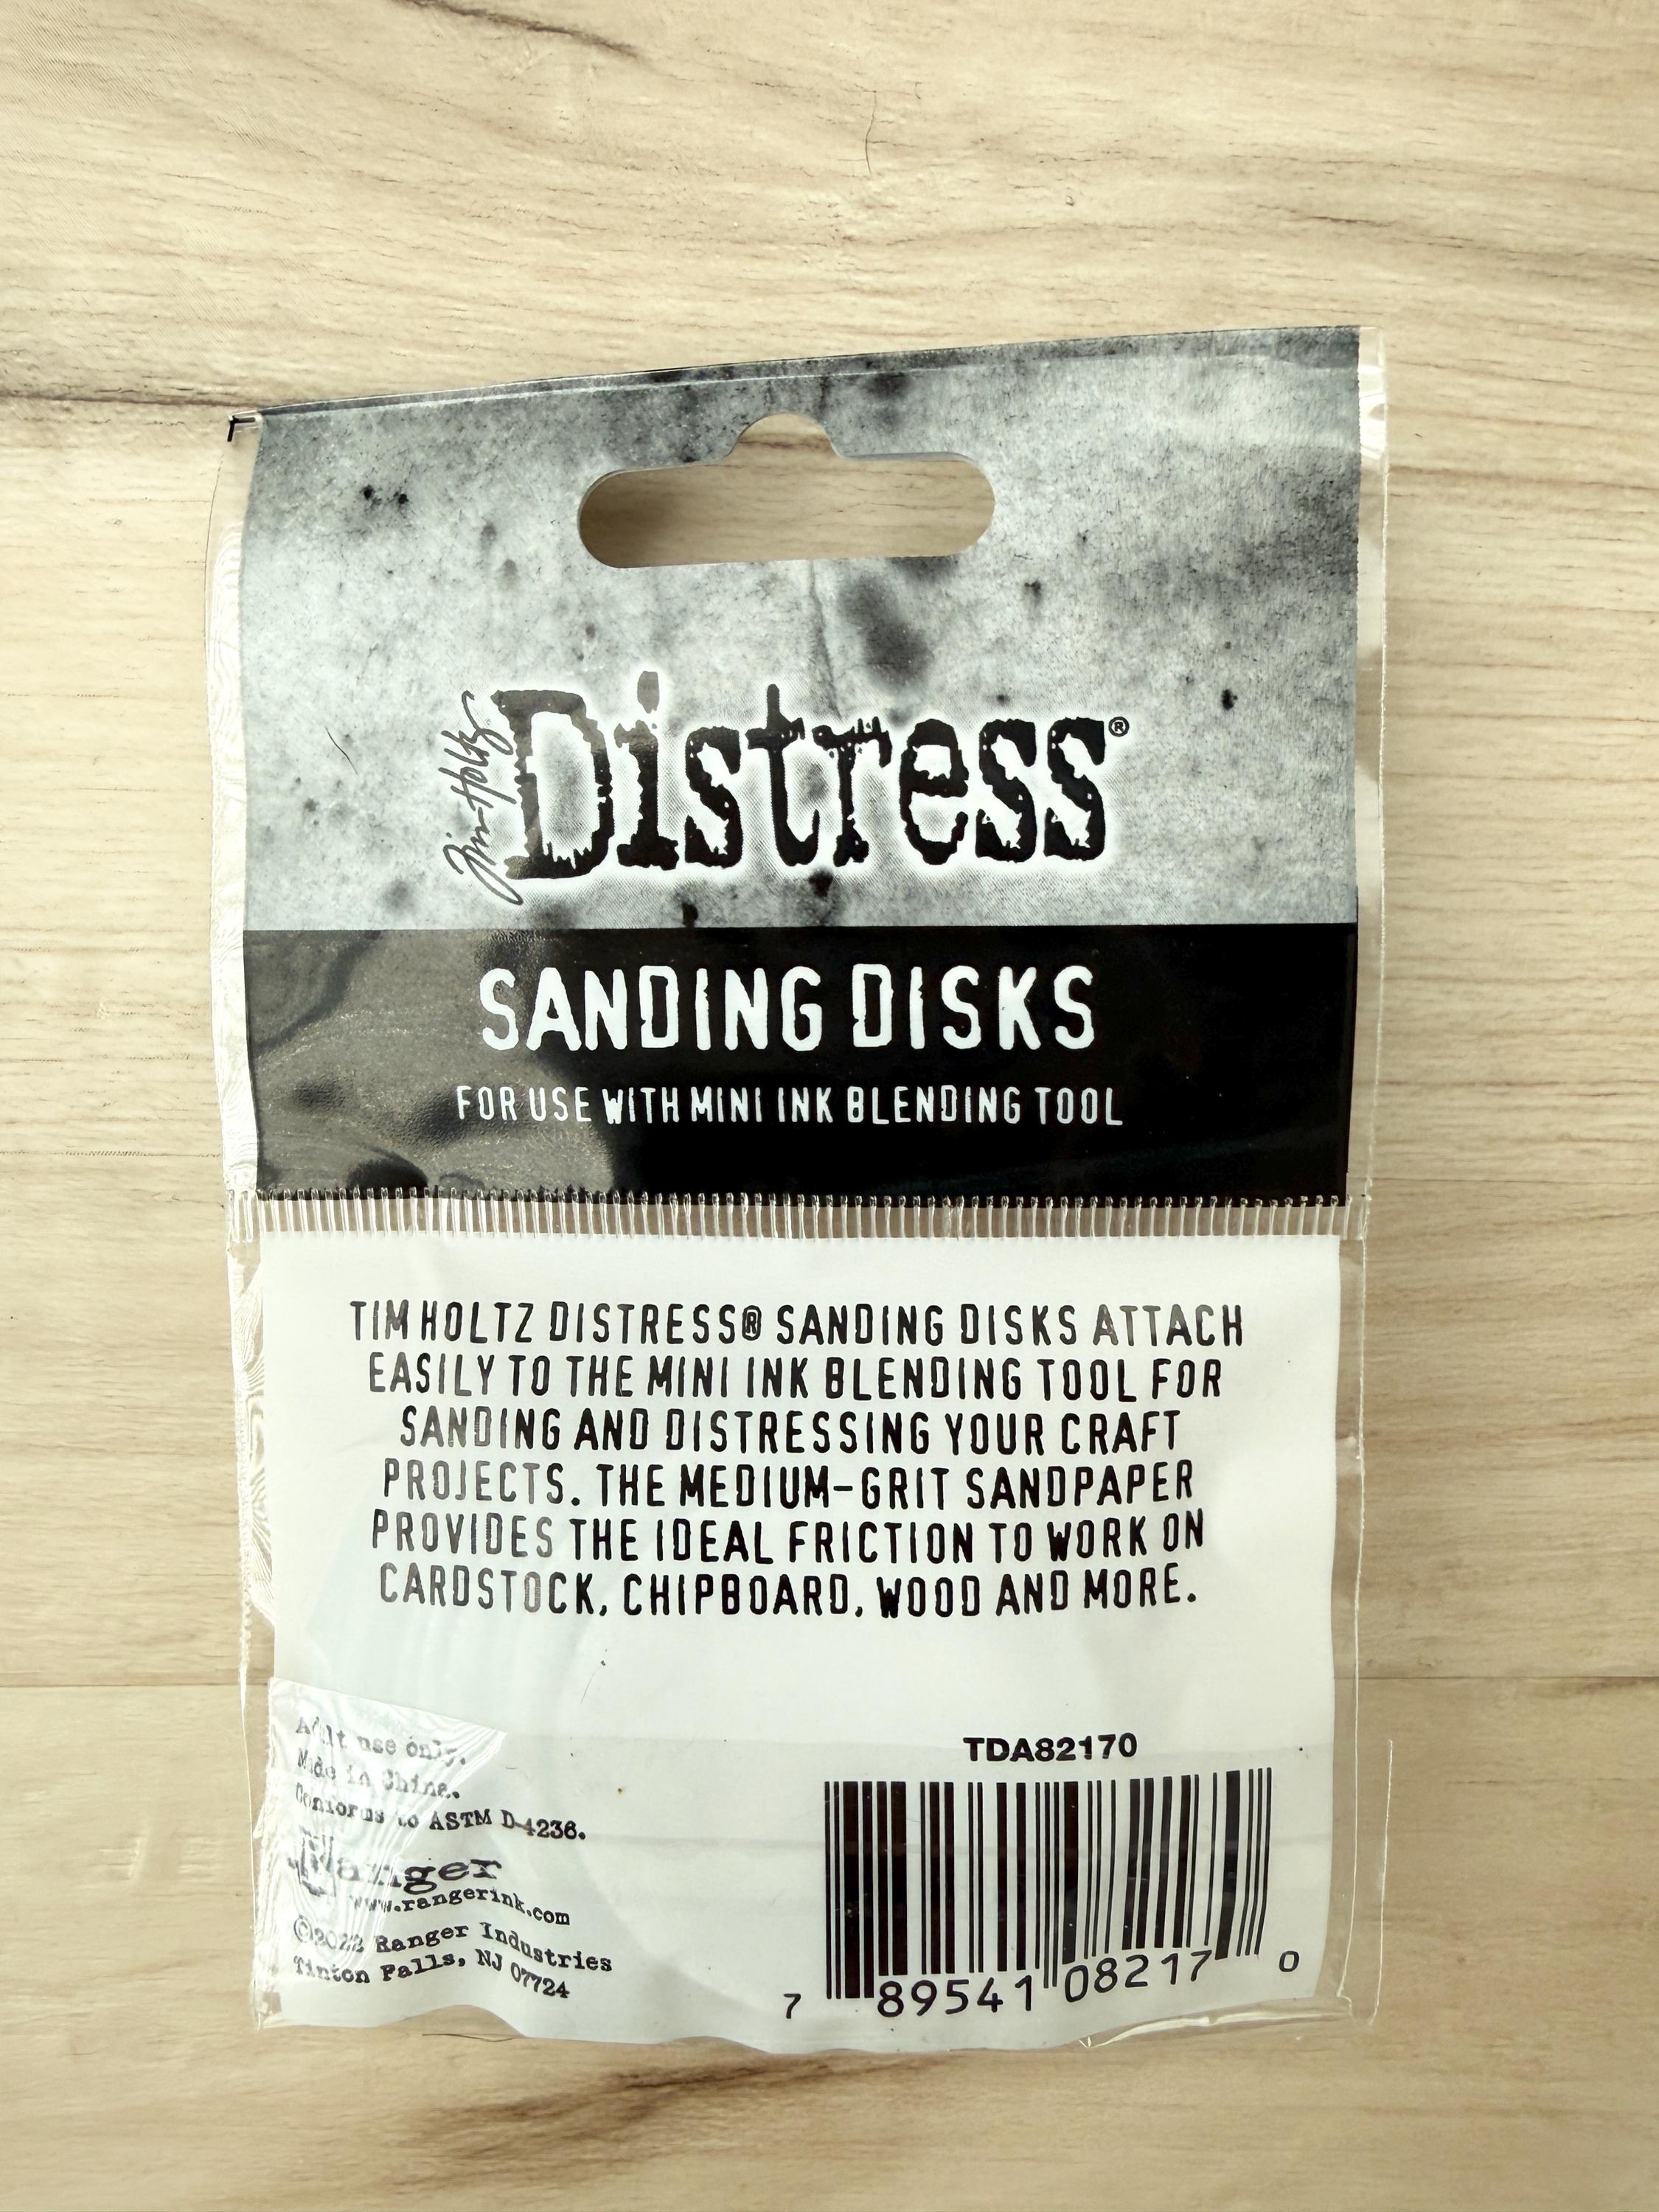 Tim Holtz
Distress®
SANDING DISKS
FOR USE WITH MINI INK BLENDING TOOL
TIM HOLTZ DISTRESS® SANDING DISKS ATTACH
EASILY TO THE MINI INK BLENDING TOOL FOR
SANDING AND DISTRESSING YOUR CRAFT
PROJECTS. THE MEDIUM-GRIT SANDPAPER
PROVIDES THE IDEAL FRICTION TO WORK ON
CARDSTOCK, CHIPBOARD, WOOD AND MORE.
Adult use only.
Made in China.
Conforms to ASTM D-4236.
Ranger
www.rangerink.com
©2022 Ranger Industries
Tinton Falls, NJ 07724
TDA82170
7 89541 08217 0